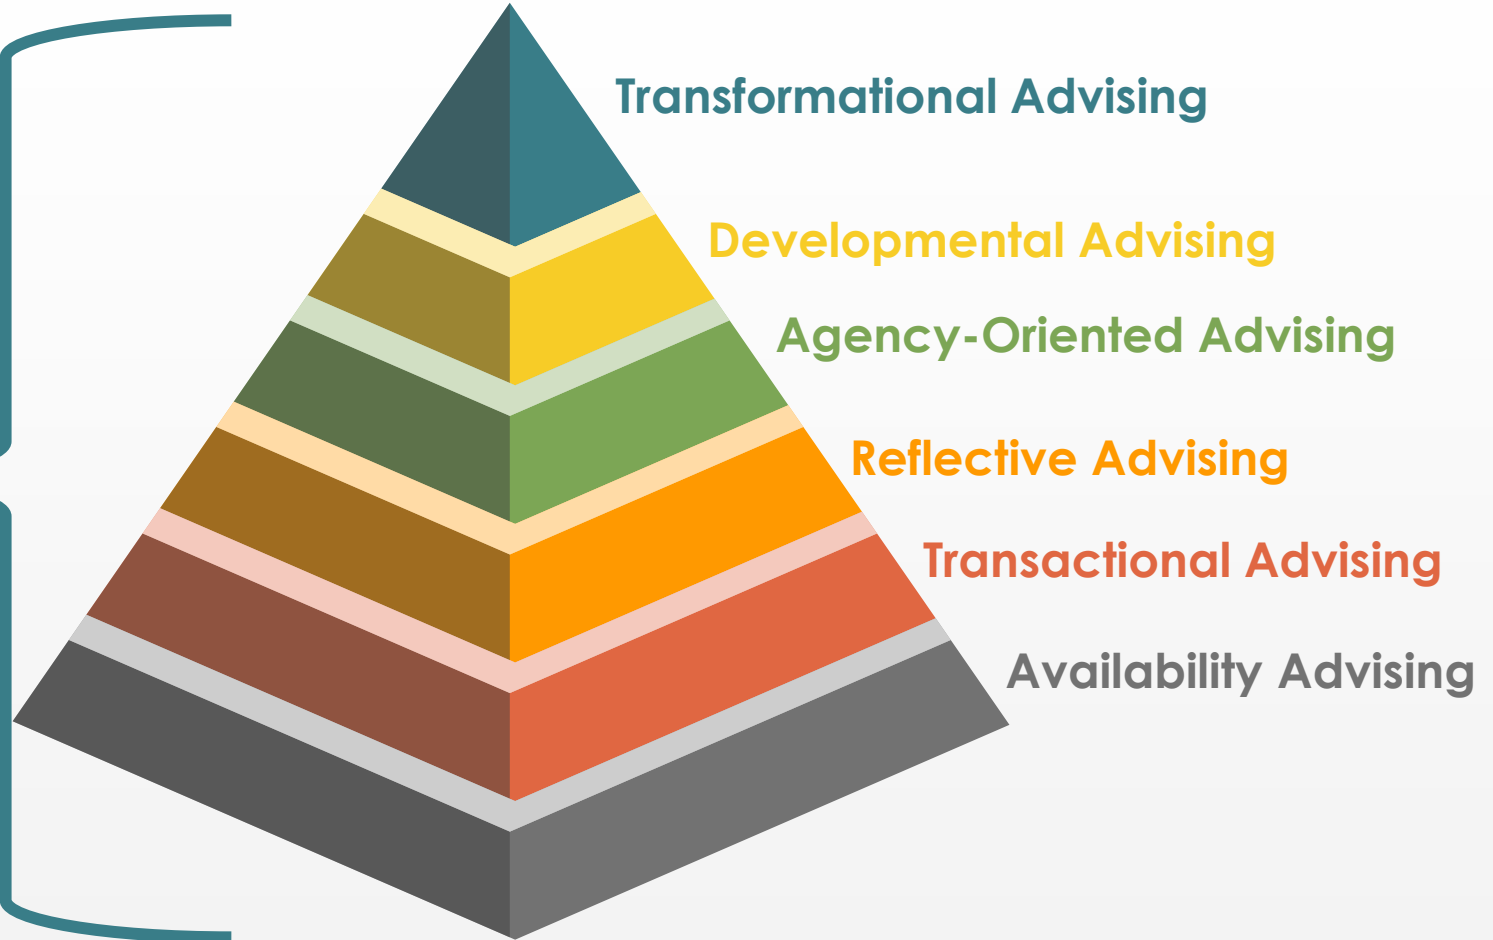 Transformational Advising
Developmental Advising
Agency-Oriented Advising
Reflective Advising
Transactional Advising
Availability Advising